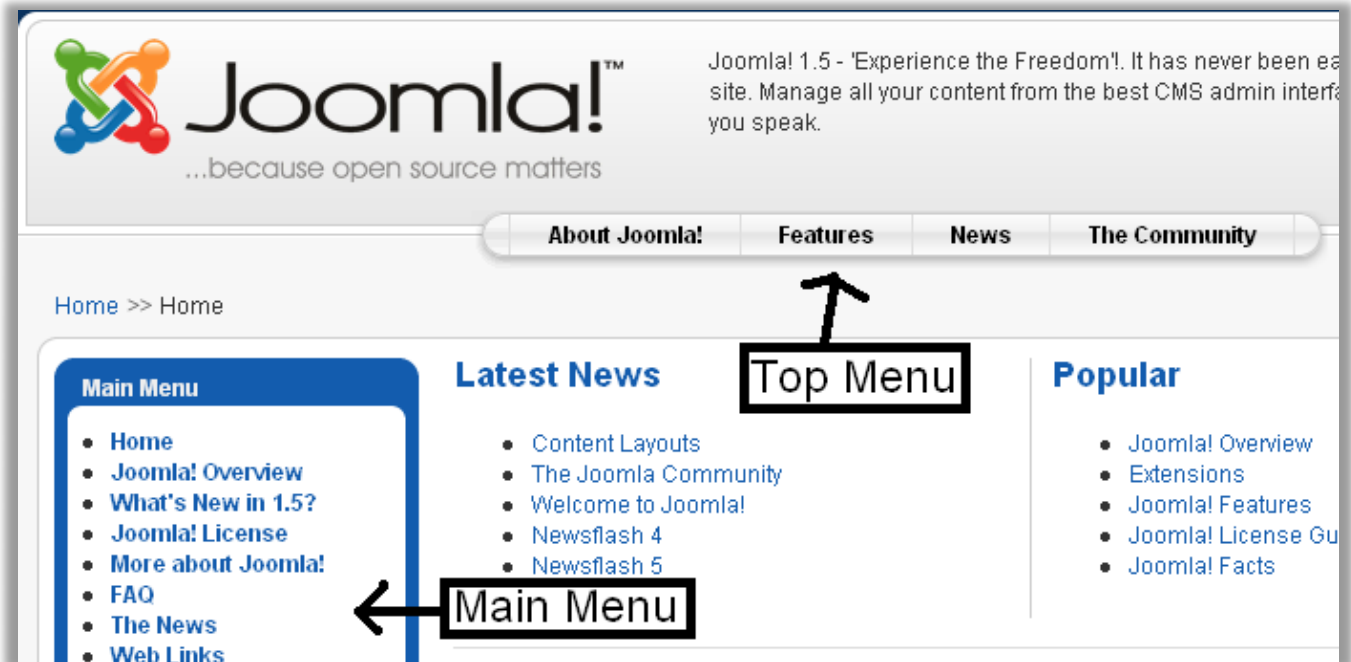 Joomla!™
...because open source matters
Joomla! 1.5 - 'Experience the Freedom'!. It has never been
site. Manage all your content from the best CMS admin
you speak.
About Joomla! Features News The Community
Home >> Home
Top Menu
Main Menu
Home
Joomla! Overview
What's New in 1.5?
Joomla! License
More about Joomla!
FAQ
The News
Web Links
Latest News
Content Layouts
The Joomla Community
Welcome to Joomla!
Newsflash 4
Newsflash 5
Main Menu
Popular
Joomla! Overview
Extensions
Joomla! Features
Joomla! License
Joomla! Facts